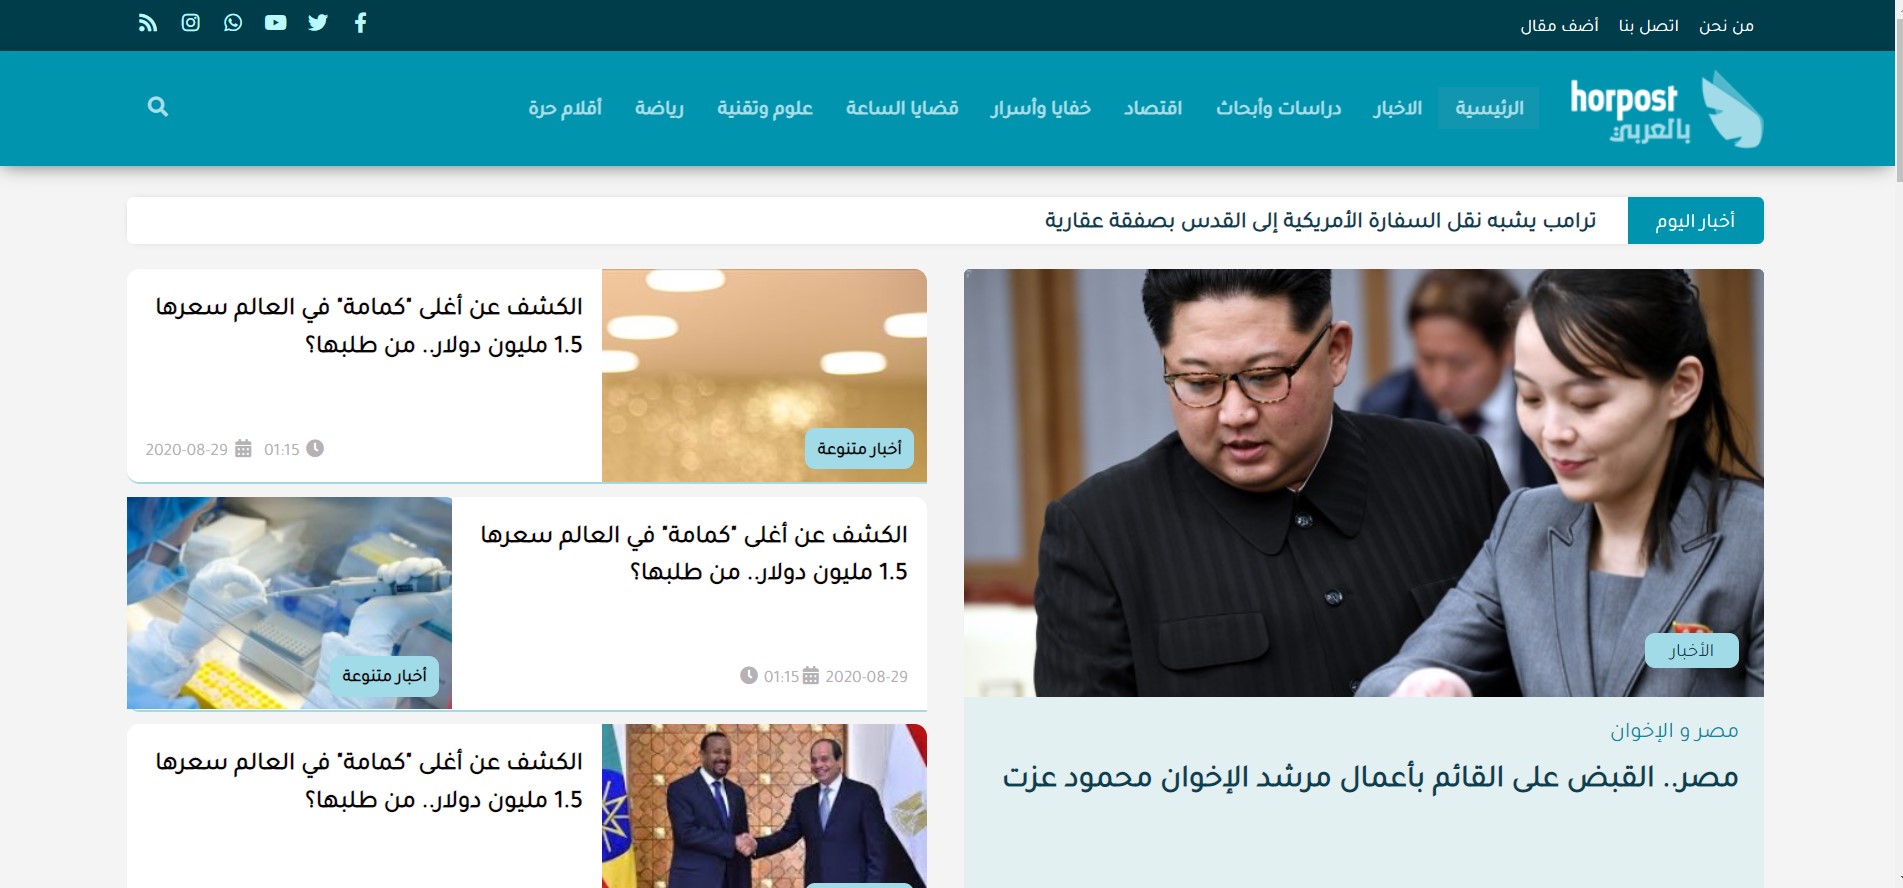 من نحن
اتصل بنا
أضف مقال
horpost
بالعربي
الرئيسية
الاخبار
دراسات وأبحاث
اقتصاد
خفايا وأسرار
قضايا الساعة
علوم وتقنية
رياضة
أقلام حرة
أخبار اليوم
ترامب يشبه نقل السفارة الأمريكية إلى القدس بصفقة عقارية
الأخبار
مصر و الإخوان
مصر.. القبض على القائم بأعمال مرشد الإخوان محمود عزت
أخبار متنوعة
الكشف عن أغلى "كمامة" في العالم سعرها
1.5 مليون دولار.. من طلبها؟
01:15
2020-08-29
الكشف عن أغلى "كمامة" في العالم سعرها
1.5 مليون دولار.. من طلبها؟
2020-08-29
01:15
أخبار متنوعة
الكشف عن أغلى "كمامة" في العالم سعرها
1.5 مليون دولار.. من طلبها؟